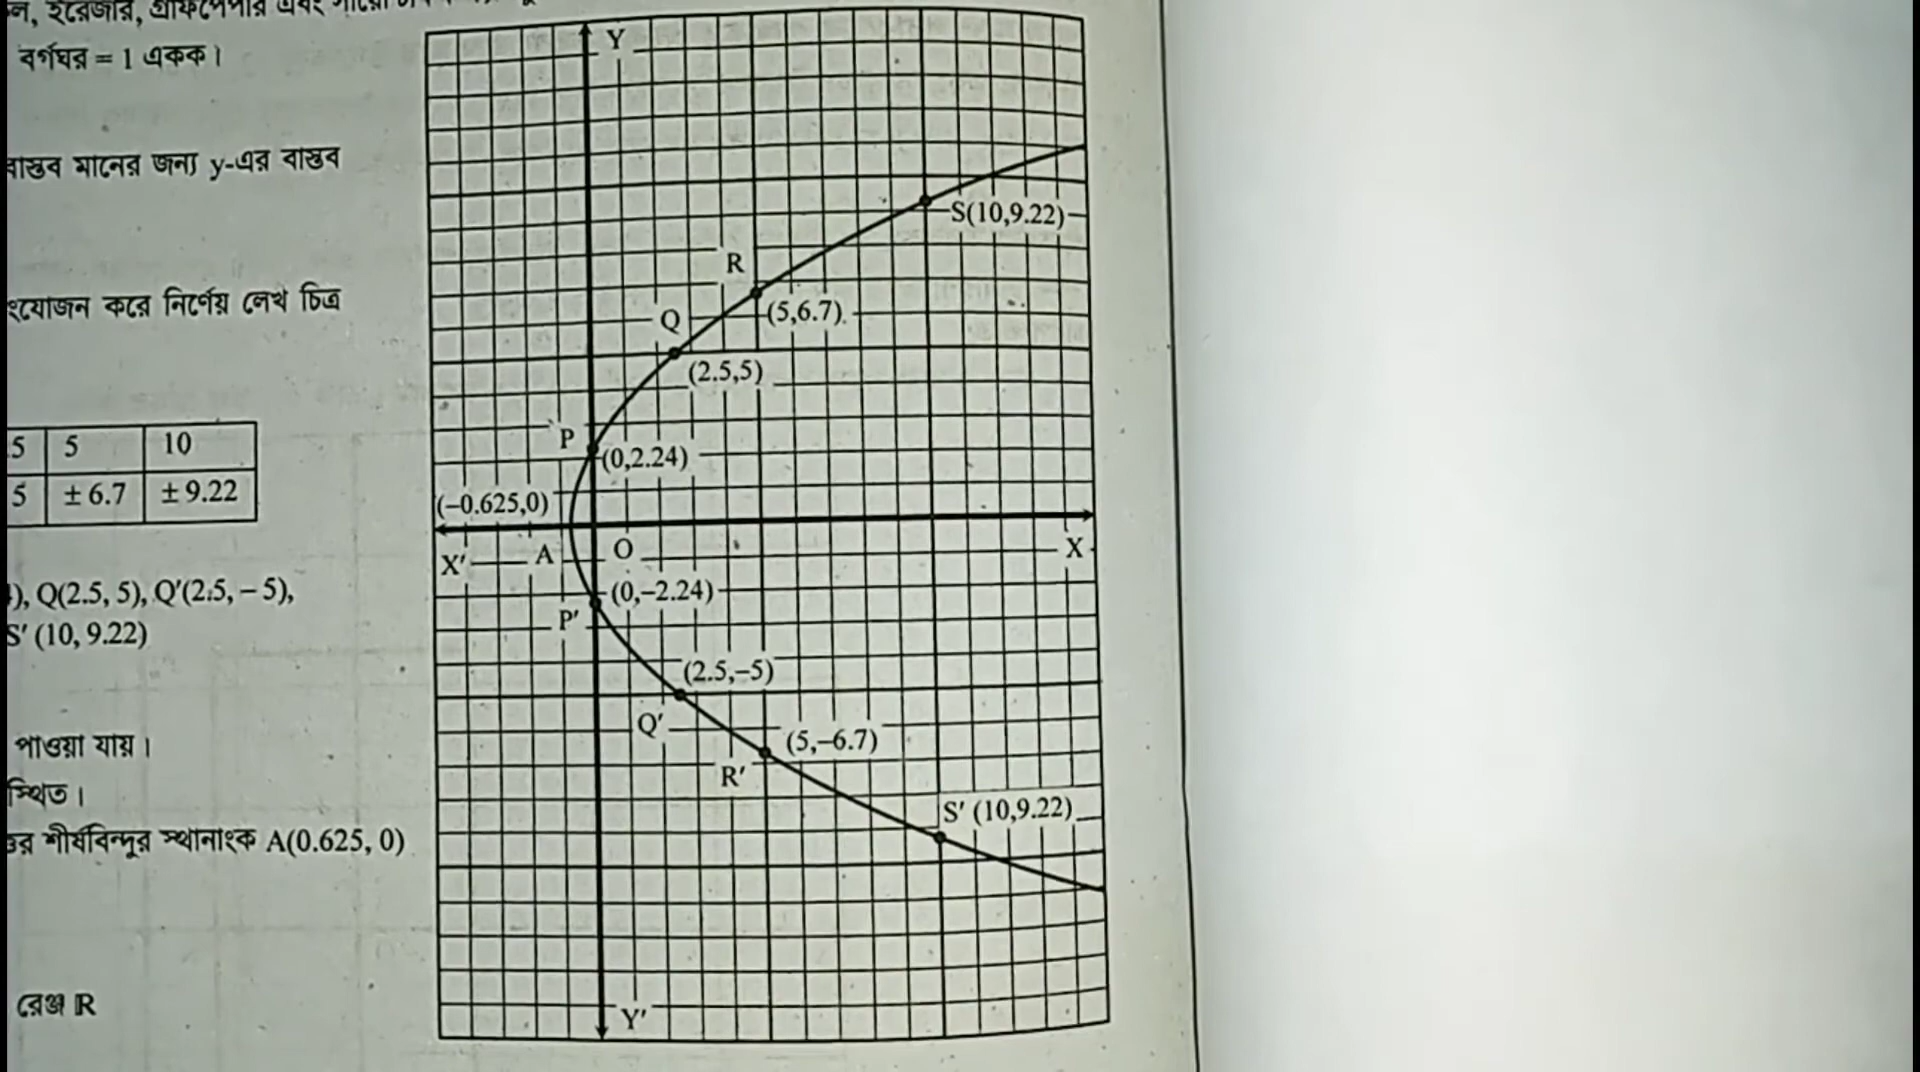 বর্গঘর = 1 একক।
বাস্তব মানের জন্য y-এর বাস্তব
করে নির্ণেয় লেখ চিত্র
5 5 10
5 ± 6.7 ± 9.22
), Q(2.5, 5), Q′(2.5, – 5),
S′ (10, 9.22)
পাওয়া যায়।
শীর্ষবিন্দুর স্থানাংক A(0.625, 0)
রেঞ্জ R
Y
S(10,9.22)
R
(5,6.7)
Q
(2.5,5)
P
(0,2.24)
(–0.625,0)
X′ A O X
(0,–2.24)
P′
(2.5,–5)
Q′
(5,–6.7)
R′
S′ (10,9.22)
Y′